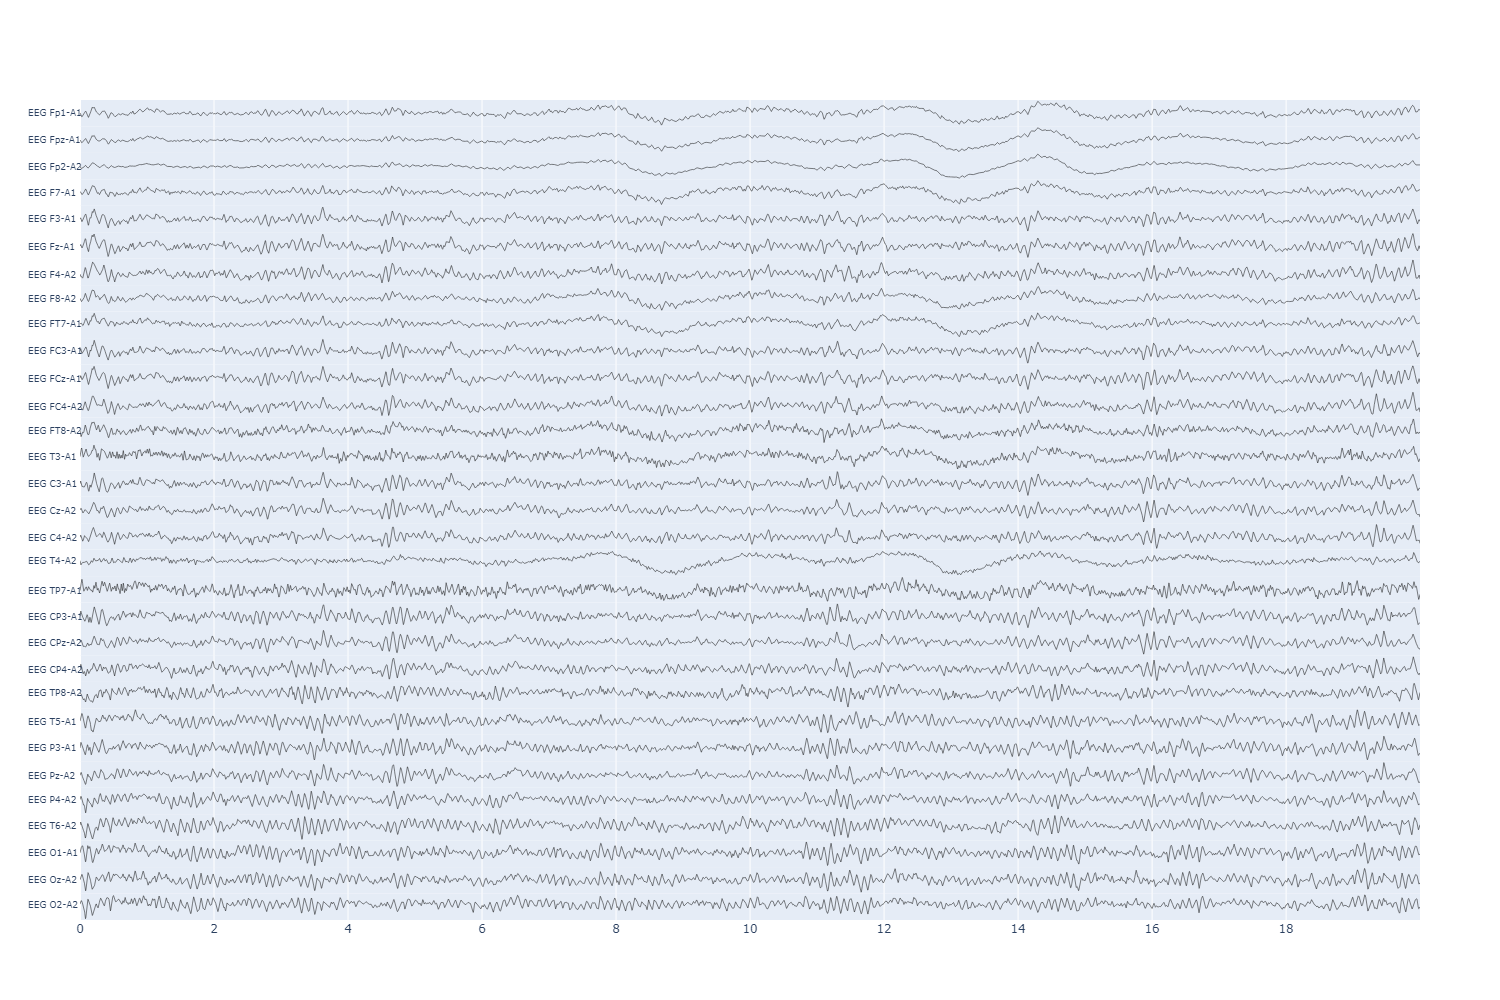 EEG Fp1-A1
EEG Fpz-A1
EEG Fp2-A2
EEG F7-A1
EEG F3-A1
EEG Fz-A1
EEG F4-A2
EEG F8-A2
EEG FT7-A1
EEG FC3-A1
EEG FCz-A1
EEG FC4-A2
EEG FT8-A2
EEG T3-A1
EEG C3-A1
EEG Cz-A2
EEG C4-A2
EEG T4-A2
EEG TP7-A1
EEG CP3-A1
EEG CPz-A2
EEG CP4-A2
EEG TP8-A2
EEG T5-A1
EEG P3-A1
EEG Pz-A2
EEG P4-A2
EEG T6-A2
EEG O1-A1
EEG Oz-A2
EEG O2-A2
0 2 4 6 8 10 12 14 16 18